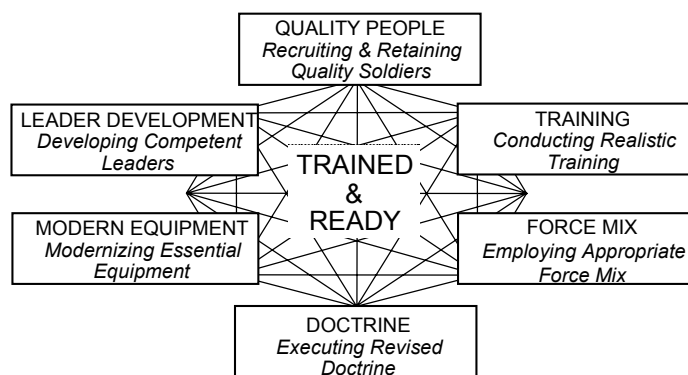 QUALITY PEOPLE
Recruiting & Retaining
Quality Soldiers
LEADER DEVELOPMENT
Developing Competent
Leaders
TRAINING
Conducting Realistic
Training
TRAINED
&
READY
MODERN EQUIPMENT
Modernizing Essential
Equipment
FORCE MIX
Employing Appropriate
Force Mix
DOCTRINE
Executing Revised
Doctrine